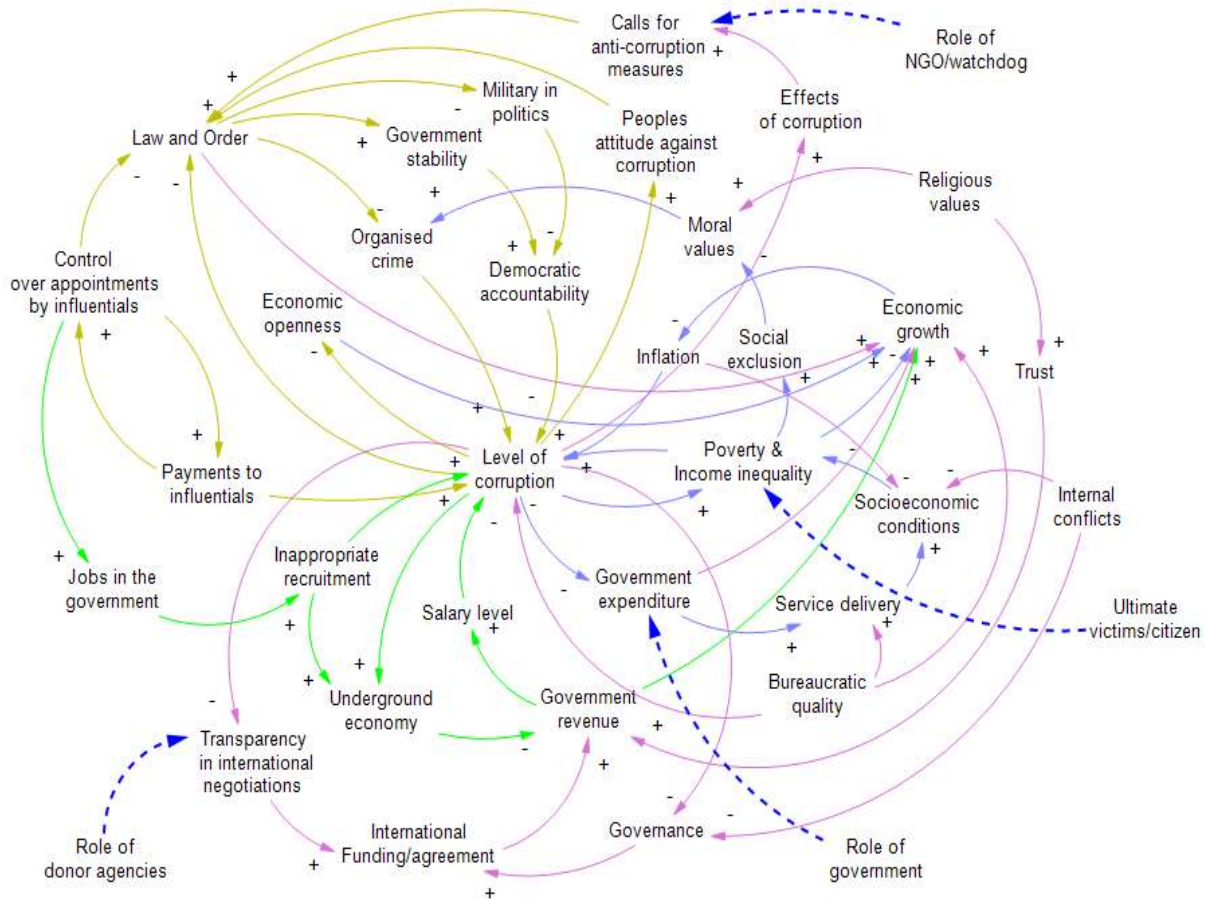 Calls for
anti-corruption
measures
Role of
NGO/watchdog
Military in
politics
Effects
of corruption
Peoples
attitude against
corruption
Law and Order
Government
stability
Religious
values
Organised
crime
Moral
values
Control
over appointments
by influentials
Democratic
accountability
Economic
openness
Economic
growth
Inflation
Social
exclusion
Trust
Payments to
influentials
Level of
corruption
Poverty &
Income inequality
Socioeconomic
conditions
Internal
conflicts
Inappropriate
recruitment
Jobs in the
government
Government
expenditure
Salary level
Service delivery
Ultimate
victims/citizen
Underground
economy
Government
revenue
Bureaucratic
quality
Transparency
in international
negotiations
International
Funding/agreement
Governance
Role of
donor agencies
Role of
government